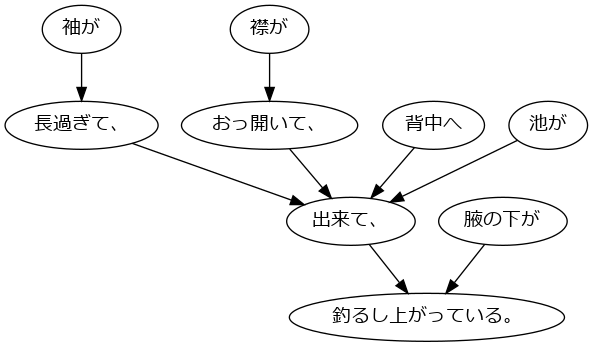 袖が
襟が
長過ぎて、
おっ開いて、
背中へ
池が
出来て、
腋の下が
釣るし上がっている。